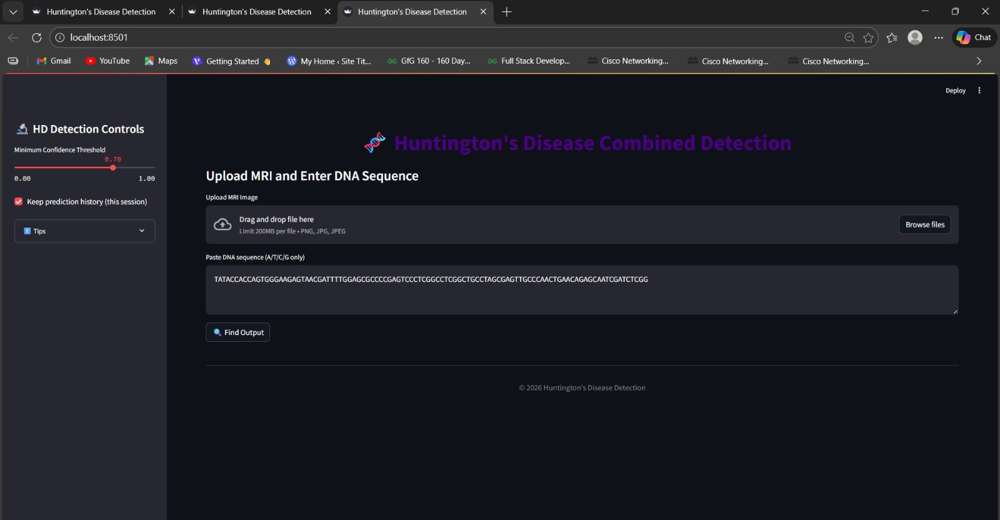 Huntington's Disease Detection
Huntington's Disease Detection
Huntington's Disease Detection
localhost:8501
Chat
Gmail
YouTube
Maps
Getting Started
My Home ‹ Site Tit...
GfG 160 - 160 Day...
Full Stack Develop...
Cisco Networking...
Cisco Networking...
Cisco Networking...
Deploy
HD Detection Controls
Minimum Confidence Threshold
0.70
0.00 1.00
Keep prediction history (this session)
Tips
Huntington's Disease Combined Detection
Upload MRI and Enter DNA Sequence
Upload MRI Image
Drag and drop file here
Limit 200MB per file • PNG, JPG, JPEG
Browse files
Paste DNA sequence (A/T/C/G only)
TATACCACCAGTGGGAAGAGTAACGATTTTGGAGCGCCCCGAGTCCCTCGGCCTCGGCTGCCTAGCGAGTTGCCCAACTGAACAGAGCAATCGATCTCGG
Find Output
© 2026 Huntington's Disease Detection